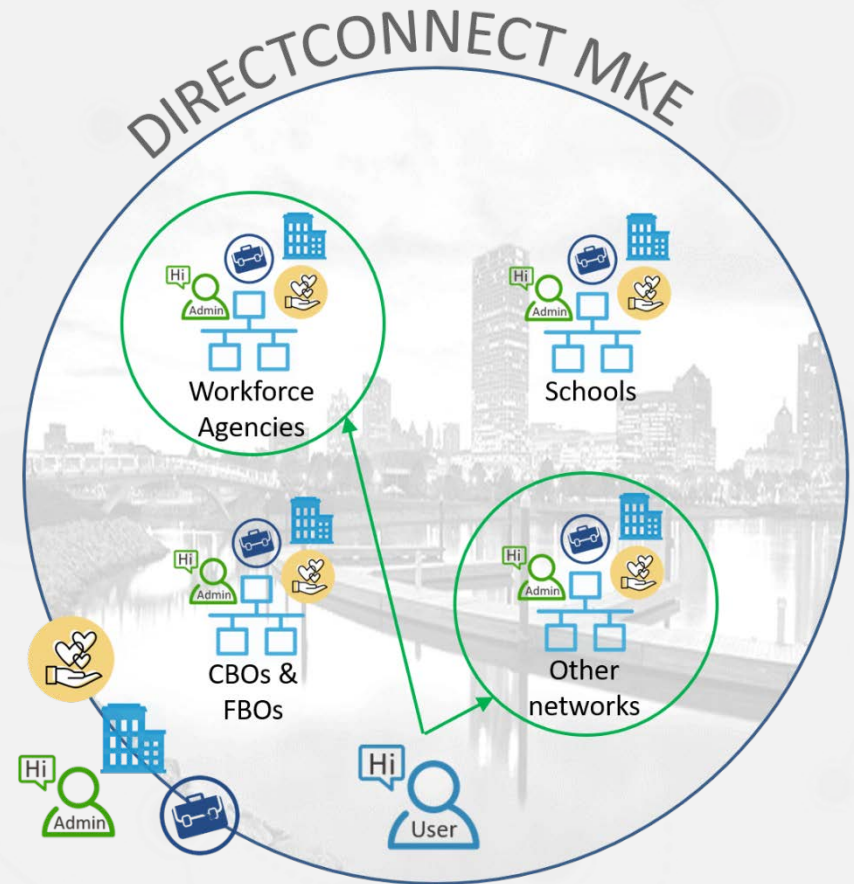 DIRECTCONNECT MKE
Hi
Admin
Workforce
Agencies
Hi
Admin
Schools
Hi
Admin
CBOs &
FBOs
Hi
Admin
Other
networks
Hi
Admin
Hi
User